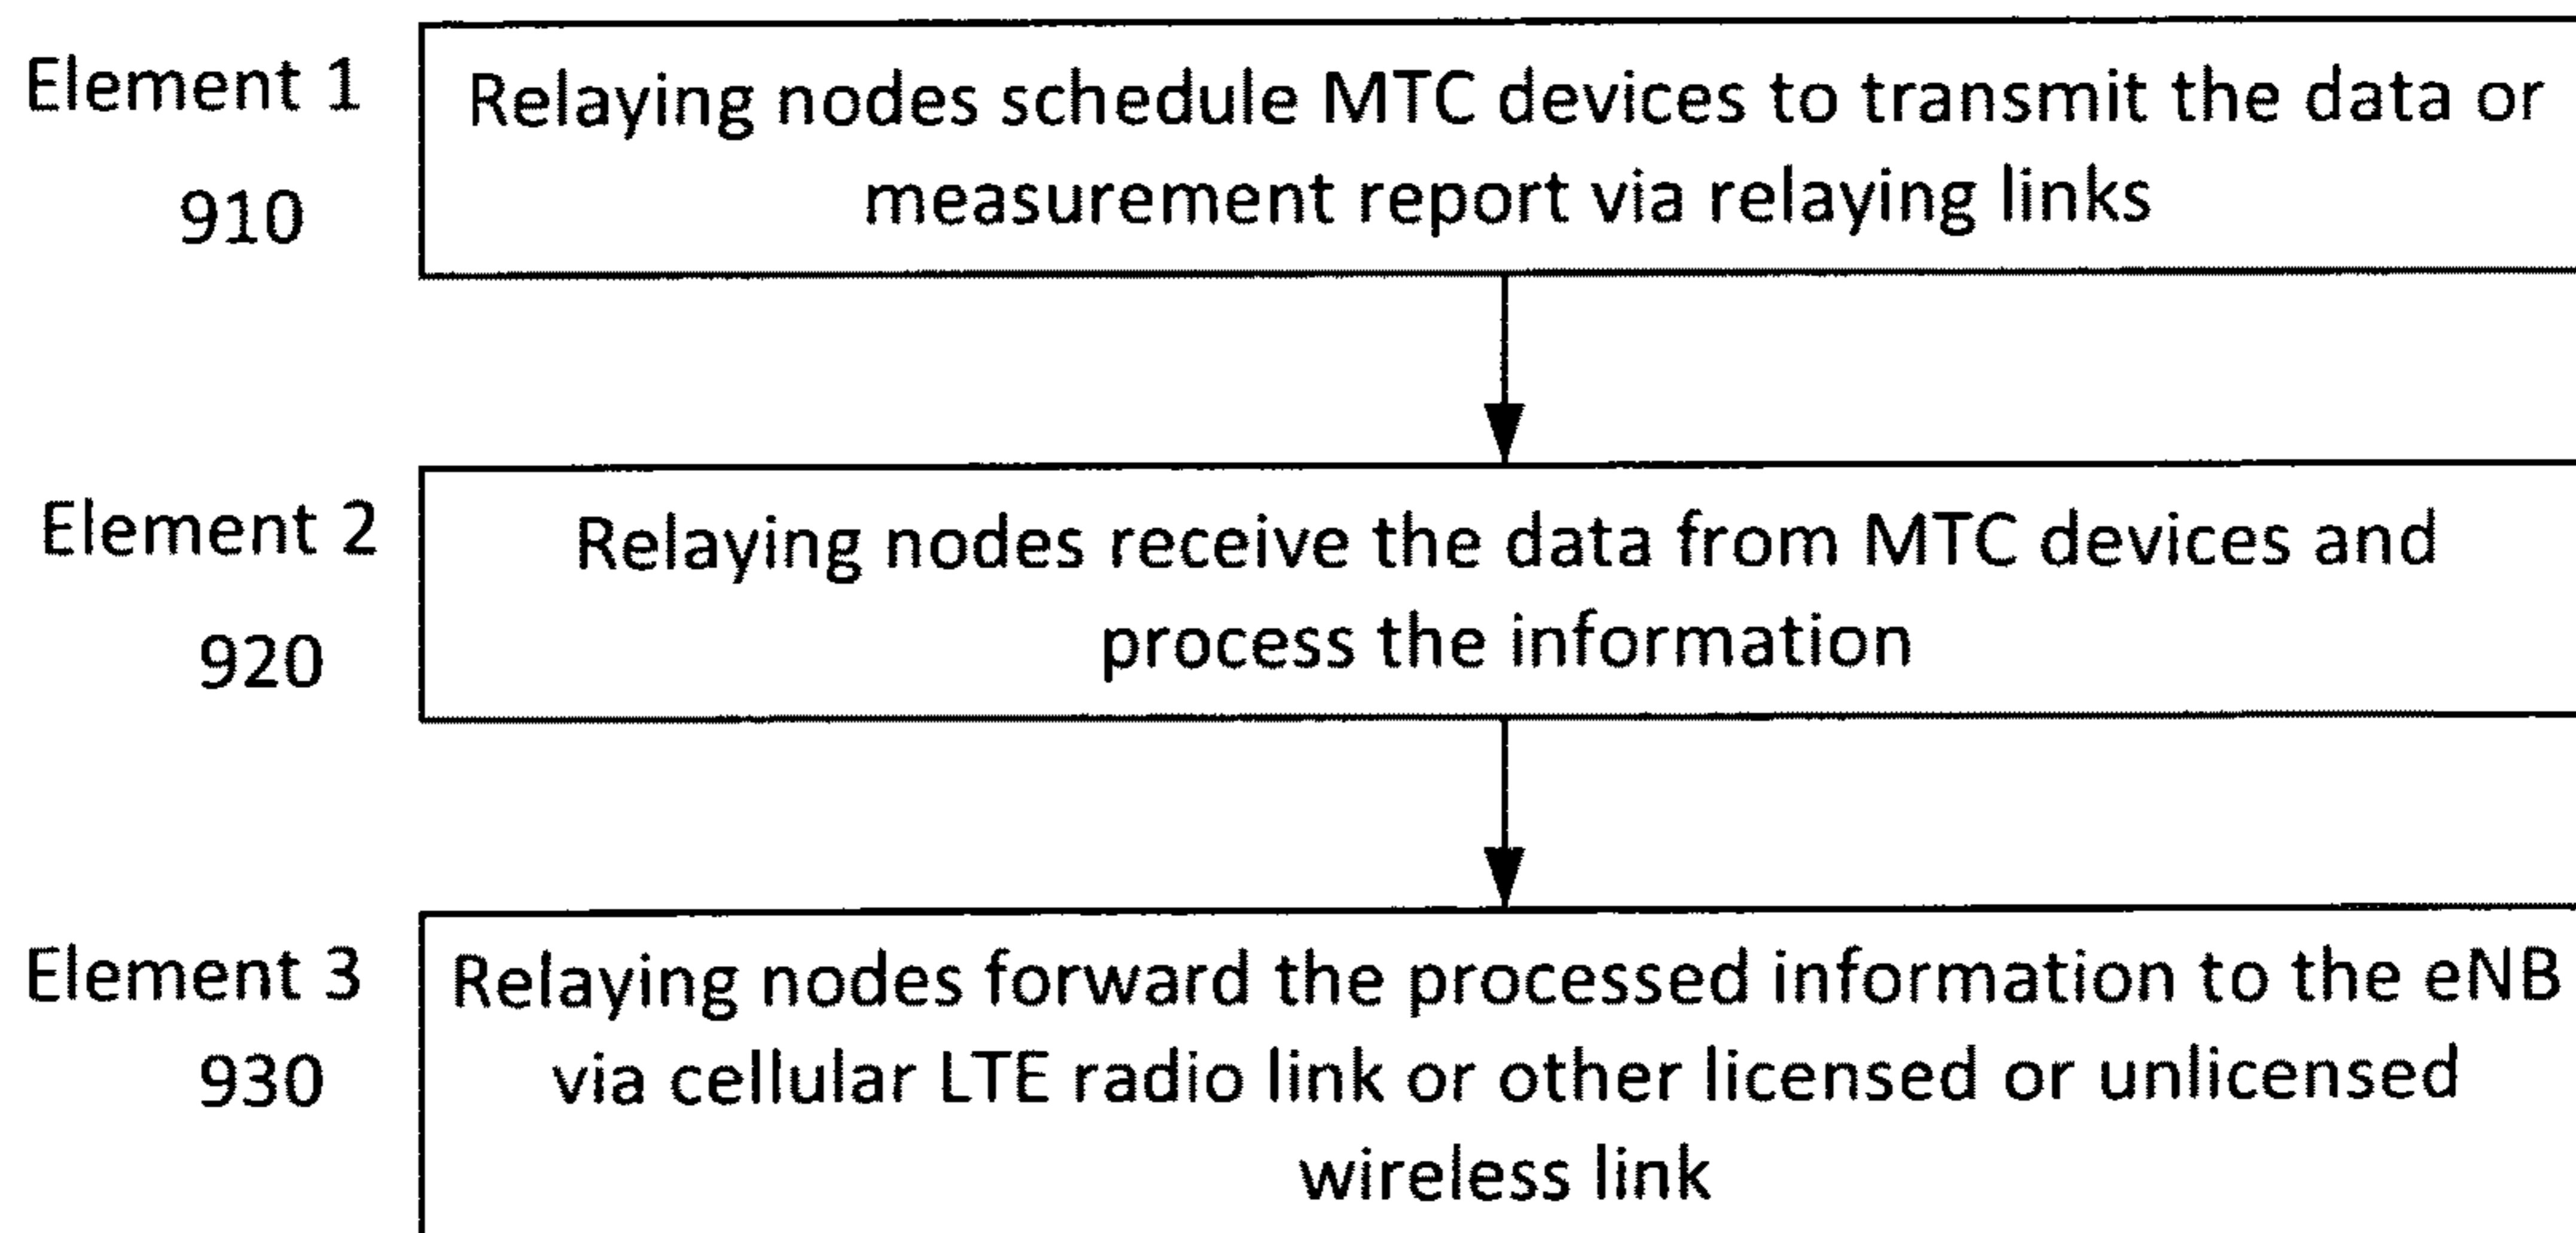 Element 1
910
Relaying nodes schedule MTC devices to transmit the data or
measurement report via relaying links
Element 2
920
Relaying nodes receive the data from MTC devices and
process the information
Element 3
930
Relaying nodes forward the processed information to the eNB
via cellular LTE radio link or other licensed or unlicensed
wireless link